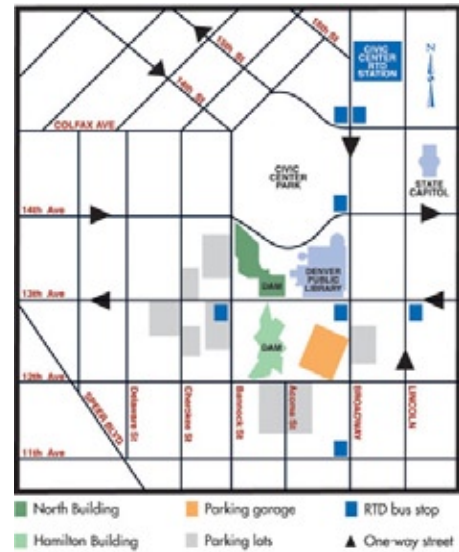 15th St
15th St
14th St
CIVIC
CENTER
RTD
STATION
N
COLFAX AVE
CIVIC
CENTER
PARK
STATE
CAPITOL
14th Ave
DAM
DENVER
PUBLIC
LIBRARY
13th Ave
DAM
12th Ave
SPEER BLVD
Delaware St
Cherokee St
Bannock St
Acoma St
BROADWAY
LINCOLN
11th Ave
North Building
Parking garage
RTD bus stop
Hamilton Building
Parking lots
One-way street